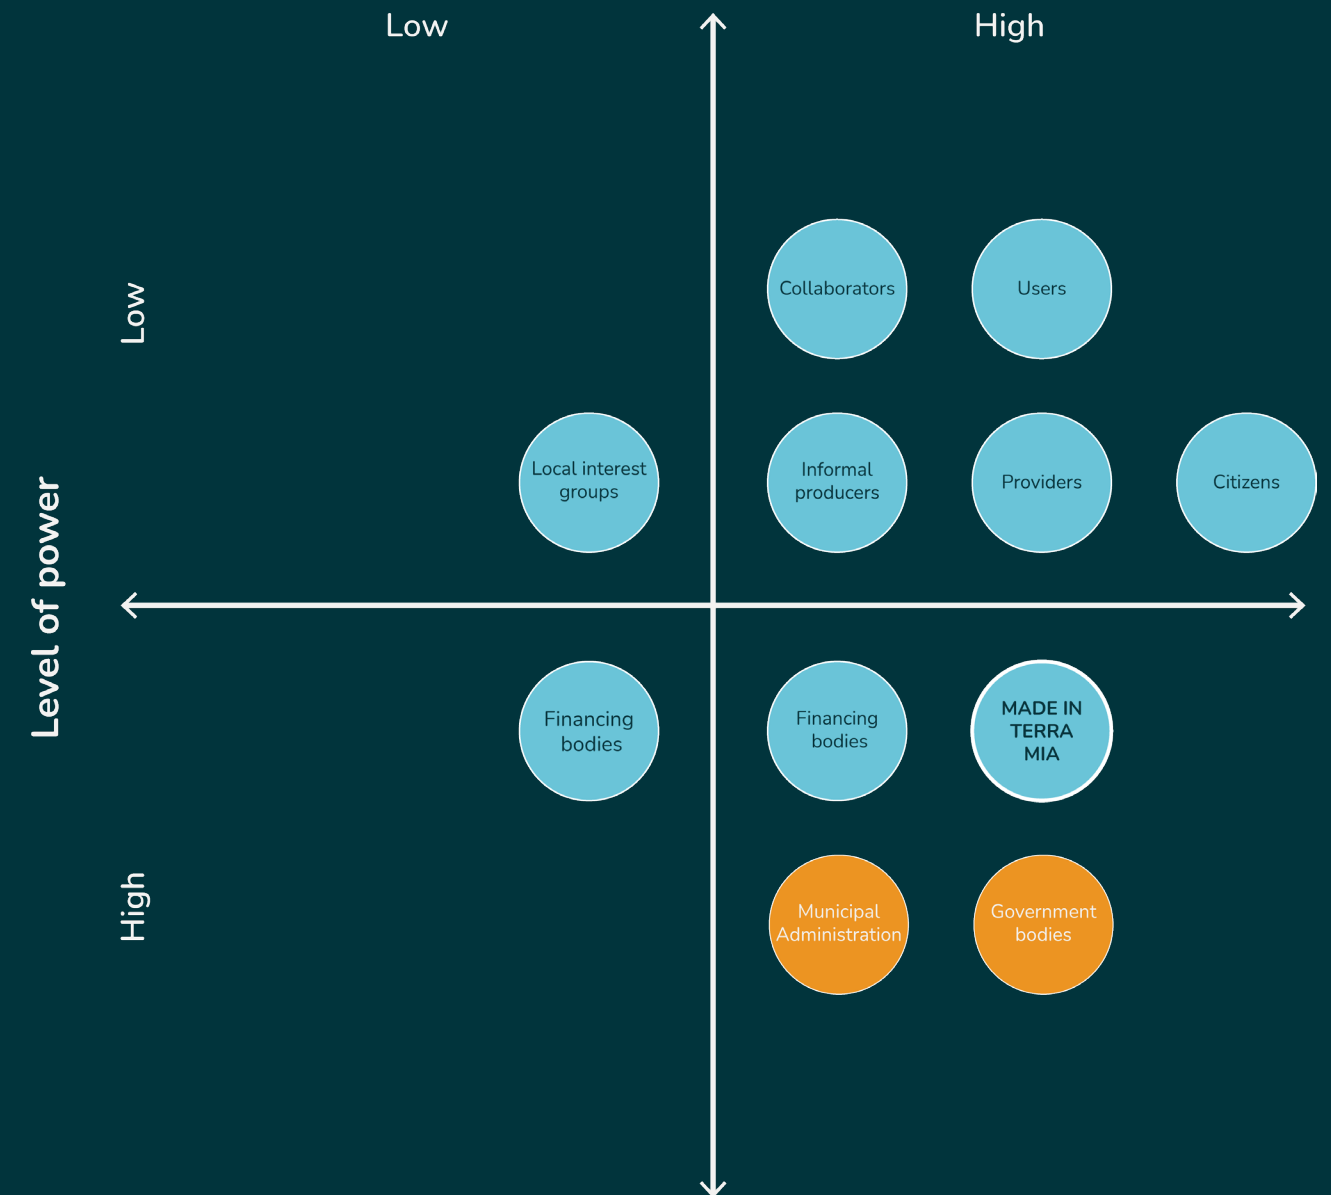 Low
High
Low
Collaborators
Users
Level of power
Local interest
groups
Informal
producers
Providers
Citizens
Financing
bodies
Financing
bodies
MADE IN
TERRA
MIA
High
Municipal
Administration
Government
bodies